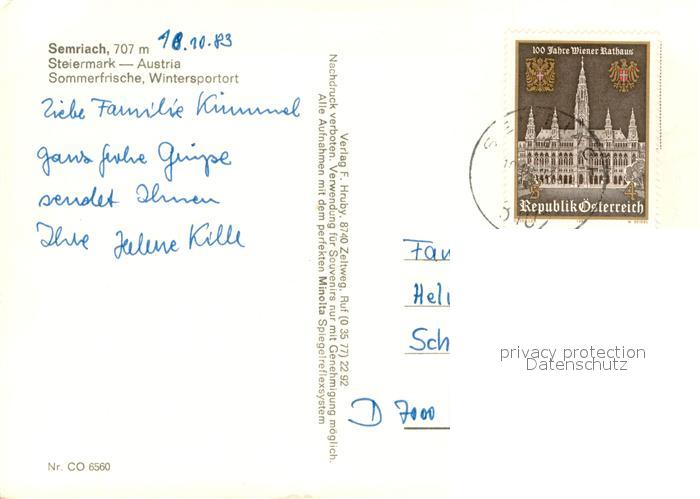 Semriach, 707 m 18.10.83
Steiermark — Austria
Sommerfrische, Wintersportort
Liebe Familie Kimmel
ganz frohe Grüße
sendet Ihnen
Ihre Helene Kille
Nr. CO 6560
Verlag F. Hruby, 8740 Zeltweg, Ruf (0 35 77) 22 92
Nachdruck verboten. Verwendung für Souvenirs nur mit Genehmigung möglich.
Alle Aufnahmen mit dem perfekten Minolta Spiegelreflexsystem
100 Jahre Wiener Rathaus
S 4
Republik Österreich
Fam
Hel
Sch
D 7000
privacy protection
Datenschutz